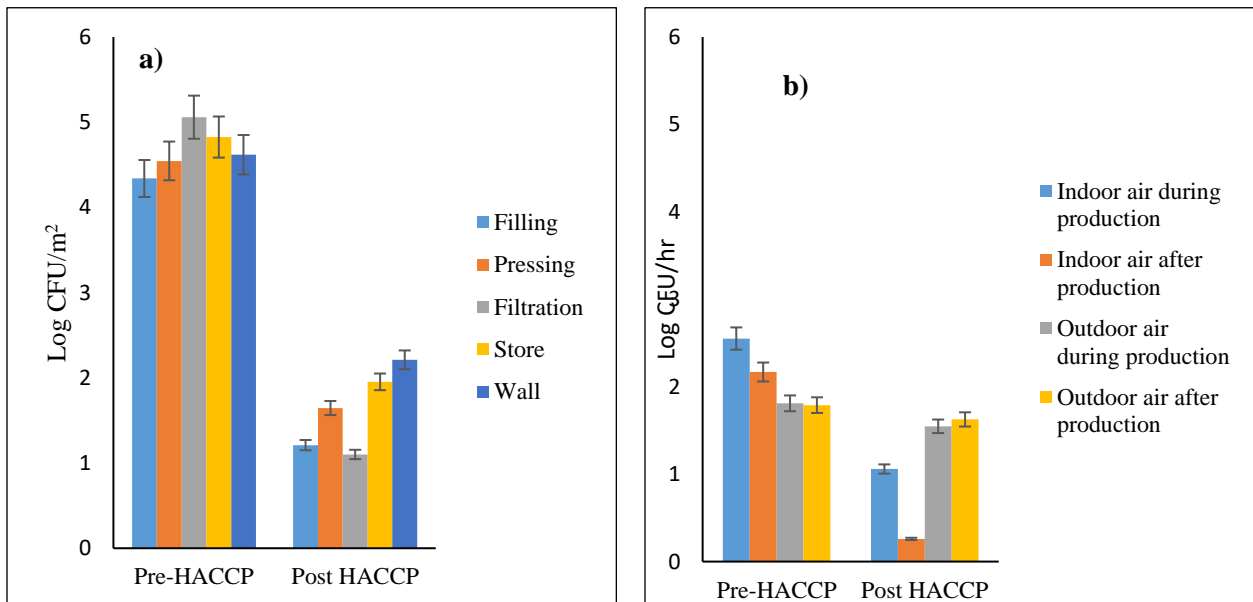 a)
6
5
4
3
2
1
0
Log CFU/m²
Pre-HACCP
Post HACCP
Filling
Pressing
Filtration
Store
Wall
b)
6
5
4
3
2
1
0
Log CFU/hr
Pre-HACCP
Post HACCP
Indoor air during
production
Indoor air after
production
Outdoor air
during production
Outdoor air after
production